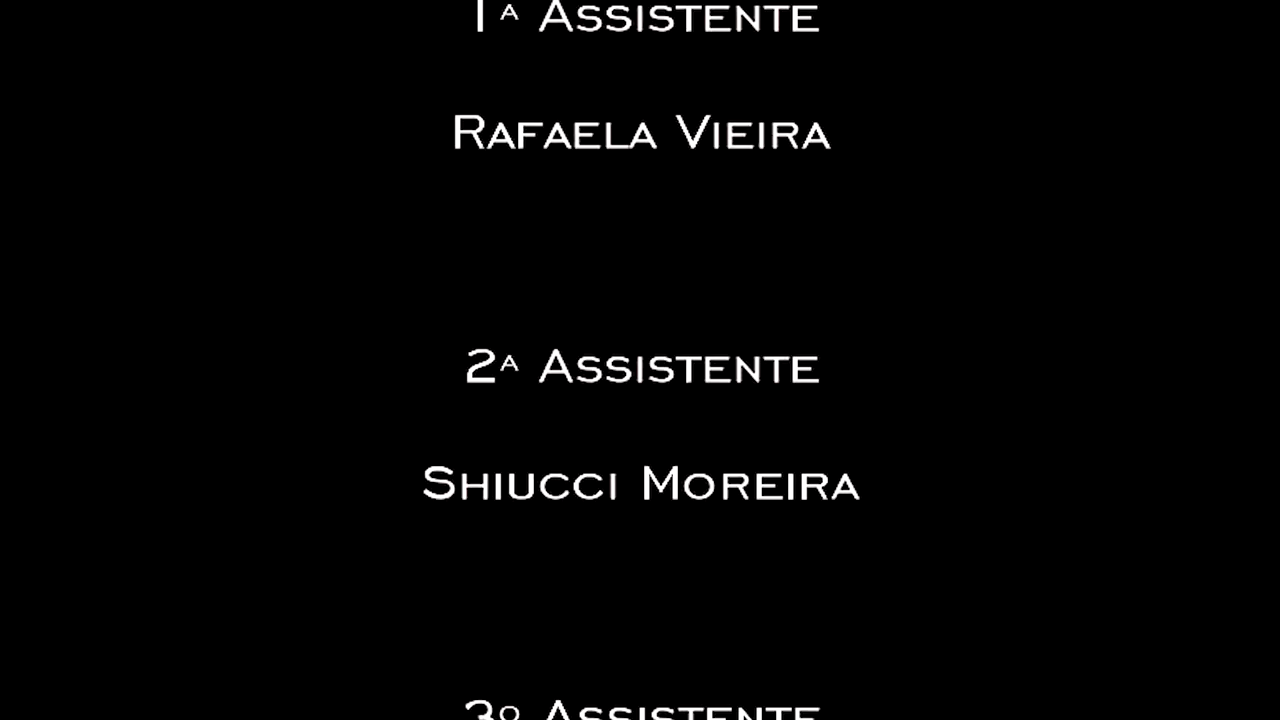 1ª Assistente
Rafaela Vieira
2ª Assistente
Shiucci Moreira
3º Assistente